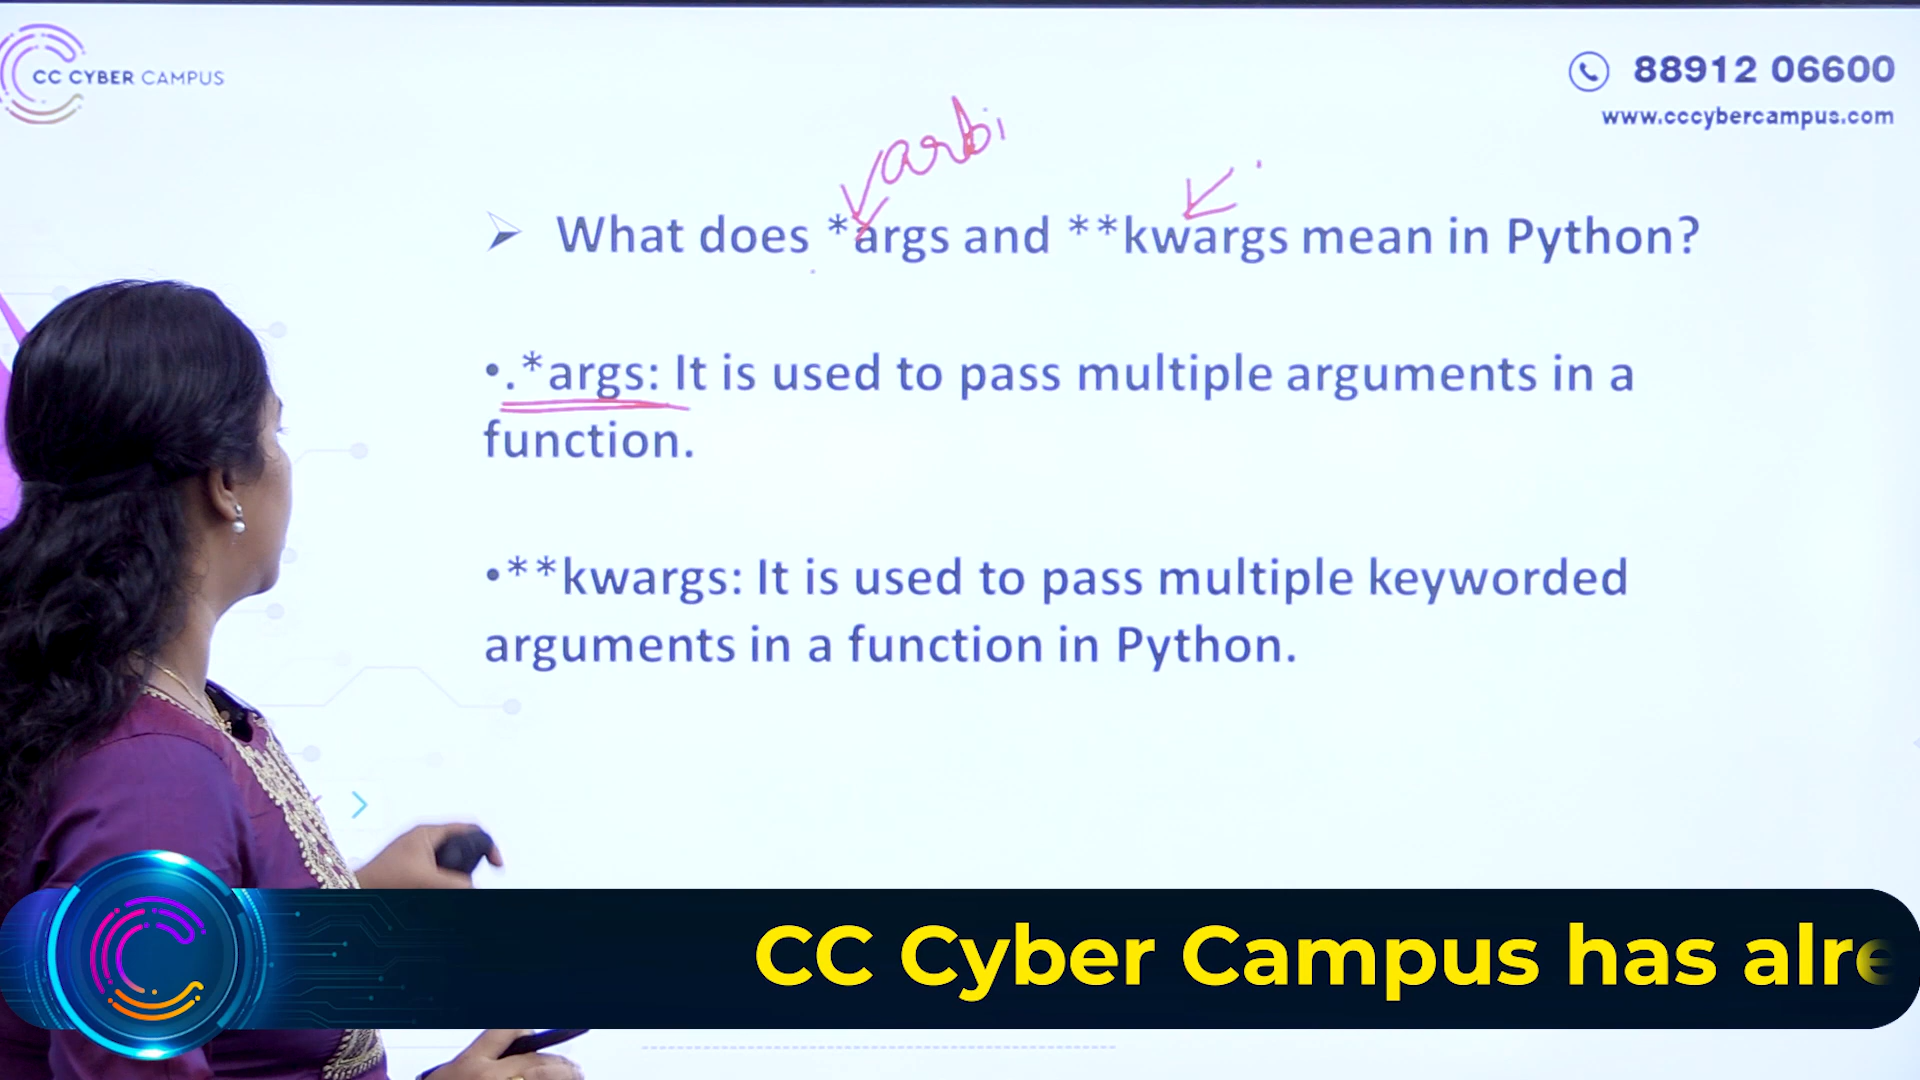 CC CYBER CAMPUS
88912 06600
www.cccybercampus.com
arbi
What does *args and **kwargs mean in Python?
•.*args: It is used to pass multiple arguments in a
function.
•**kwargs: It is used to pass multiple keyworded
arguments in a function in Python.
CC Cyber Campus has alre